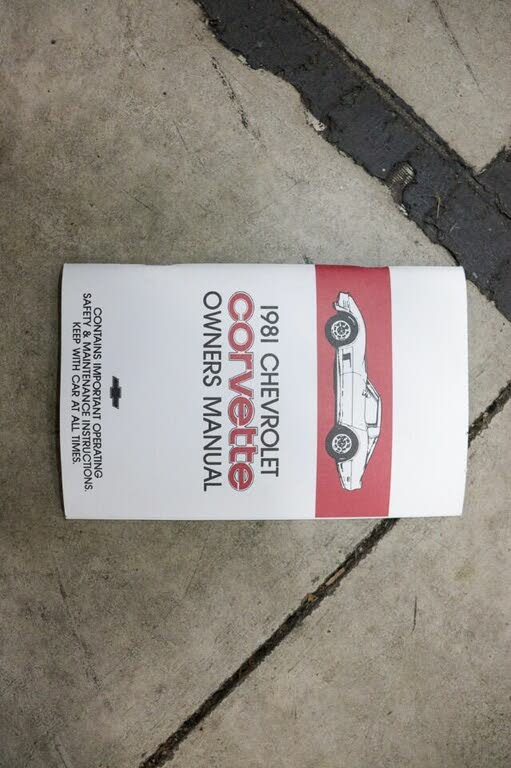 1981 CHEVROLET
corvette
OWNERS MANUAL
CONTAINS IMPORTANT OPERATING
SAFETY & MAINTENANCE INSTRUCTIONS.
KEEP WITH CAR AT ALL TIMES.